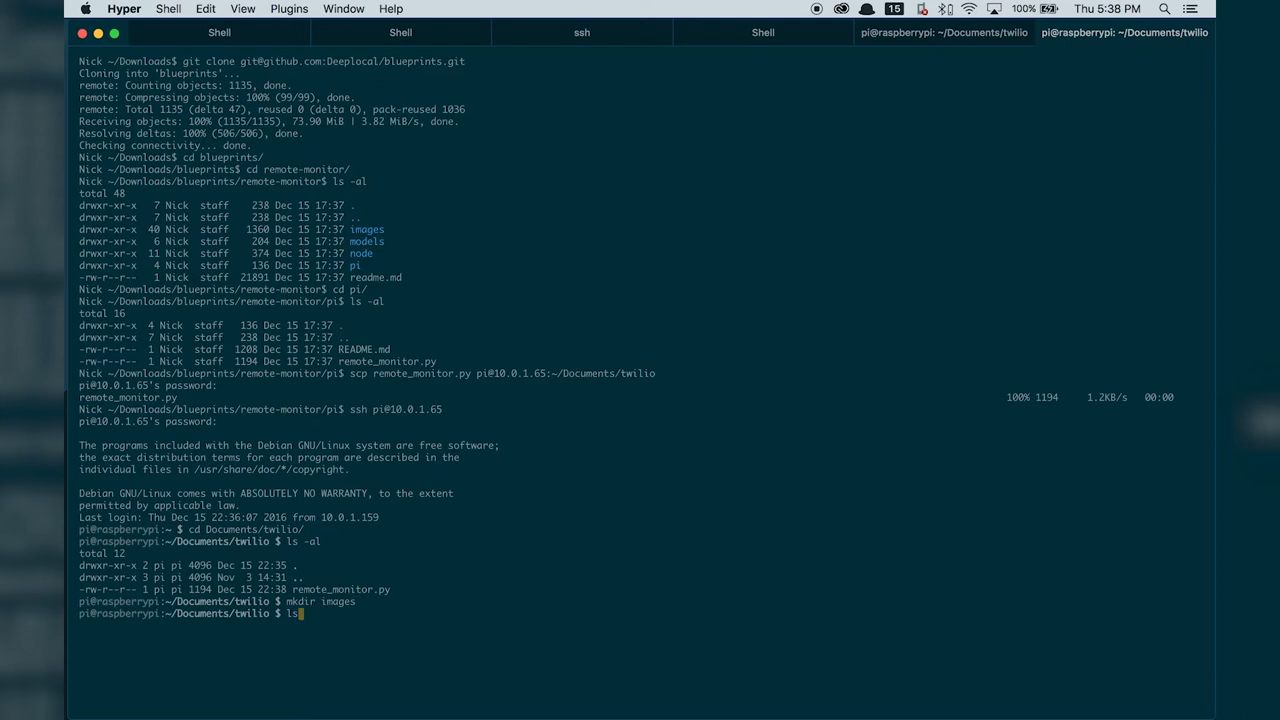 Hyper Shell Edit View Plugins Window Help 15 100% Thu 5:38 PM
Shell Shell ssh Shell pi@raspberrypi: ~/Documents/twilio pi@raspberrypi: ~/Documents/twilio
Nick ~/Downloads$ git clone git@github.com:Deeplocal/blueprints.git
Cloning into 'blueprints'...
remote: Counting objects: 1135, done.
remote: Compressing objects: 100% (99/99), done.
remote: Total 1135 (delta 47), reused 0 (delta 0), pack-reused 1036
Receiving objects: 100% (1135/1135), 73.90 MiB | 3.82 MiB/s, done.
Resolving deltas: 100% (506/506), done.
Checking connectivity... done.
Nick ~/Downloads$ cd blueprints/
Nick ~/Downloads/blueprints$ cd remote-monitor/
Nick ~/Downloads/blueprints/remote-monitor$ ls -al
total 48
drwxr-xr-x 7 Nick staff 238 Dec 15 17:37 .
drwxr-xr-x 7 Nick staff 238 Dec 15 17:37 ..
drwxr-xr-x 40 Nick staff 1360 Dec 15 17:37 images
drwxr-xr-x 6 Nick staff 204 Dec 15 17:37 models
drwxr-xr-x 11 Nick staff 374 Dec 15 17:37 node
drwxr-xr-x 4 Nick staff 136 Dec 15 17:37 pi
-rw-r--r-- 1 Nick staff 21891 Dec 15 17:37 readme.md
Nick ~/Downloads/blueprints/remote-monitor$ cd pi/
Nick ~/Downloads/blueprints/remote-monitor/pi$ ls -al
total 16
drwxr-xr-x 4 Nick staff 136 Dec 15 17:37 .
drwxr-xr-x 7 Nick staff 238 Dec 15 17:37 ..
-rw-r--r-- 1 Nick staff 1208 Dec 15 17:37 README.md
-rw-r--r-- 1 Nick staff 1194 Dec 15 17:37 remote_monitor.py
Nick ~/Downloads/blueprints/remote-monitor/pi$ scp remote_monitor.py pi@10.0.1.65:~/Documents/twilio
pi@10.0.1.65's password:
remote_monitor.py 100% 1194 1.2KB/s 00:00
Nick ~/Downloads/blueprints/remote-monitor/pi$ ssh pi@10.0.1.65
pi@10.0.1.65's password:
The programs included with the Debian GNU/Linux system are free software;
the exact distribution terms for each program are described in the
individual files in /usr/share/doc/*/copyright.
Debian GNU/Linux comes with ABSOLUTELY NO WARRANTY, to the extent
permitted by applicable law.
Last login: Thu Dec 15 22:36:07 2016 from 10.0.1.159
pi@raspberrypi:~ $ cd Documents/twilio/
pi@raspberrypi:~/Documents/twilio $ ls -al
total 12
drwxr-xr-x 2 pi pi 4096 Dec 15 22:35 .
drwxr-xr-x 3 pi pi 4096 Nov 3 14:31 ..
-rw-r--r-- 1 pi pi 1194 Dec 15 22:38 remote_monitor.py
pi@raspberrypi:~/Documents/twilio $ mkdir images
pi@raspberrypi:~/Documents/twilio $ ls